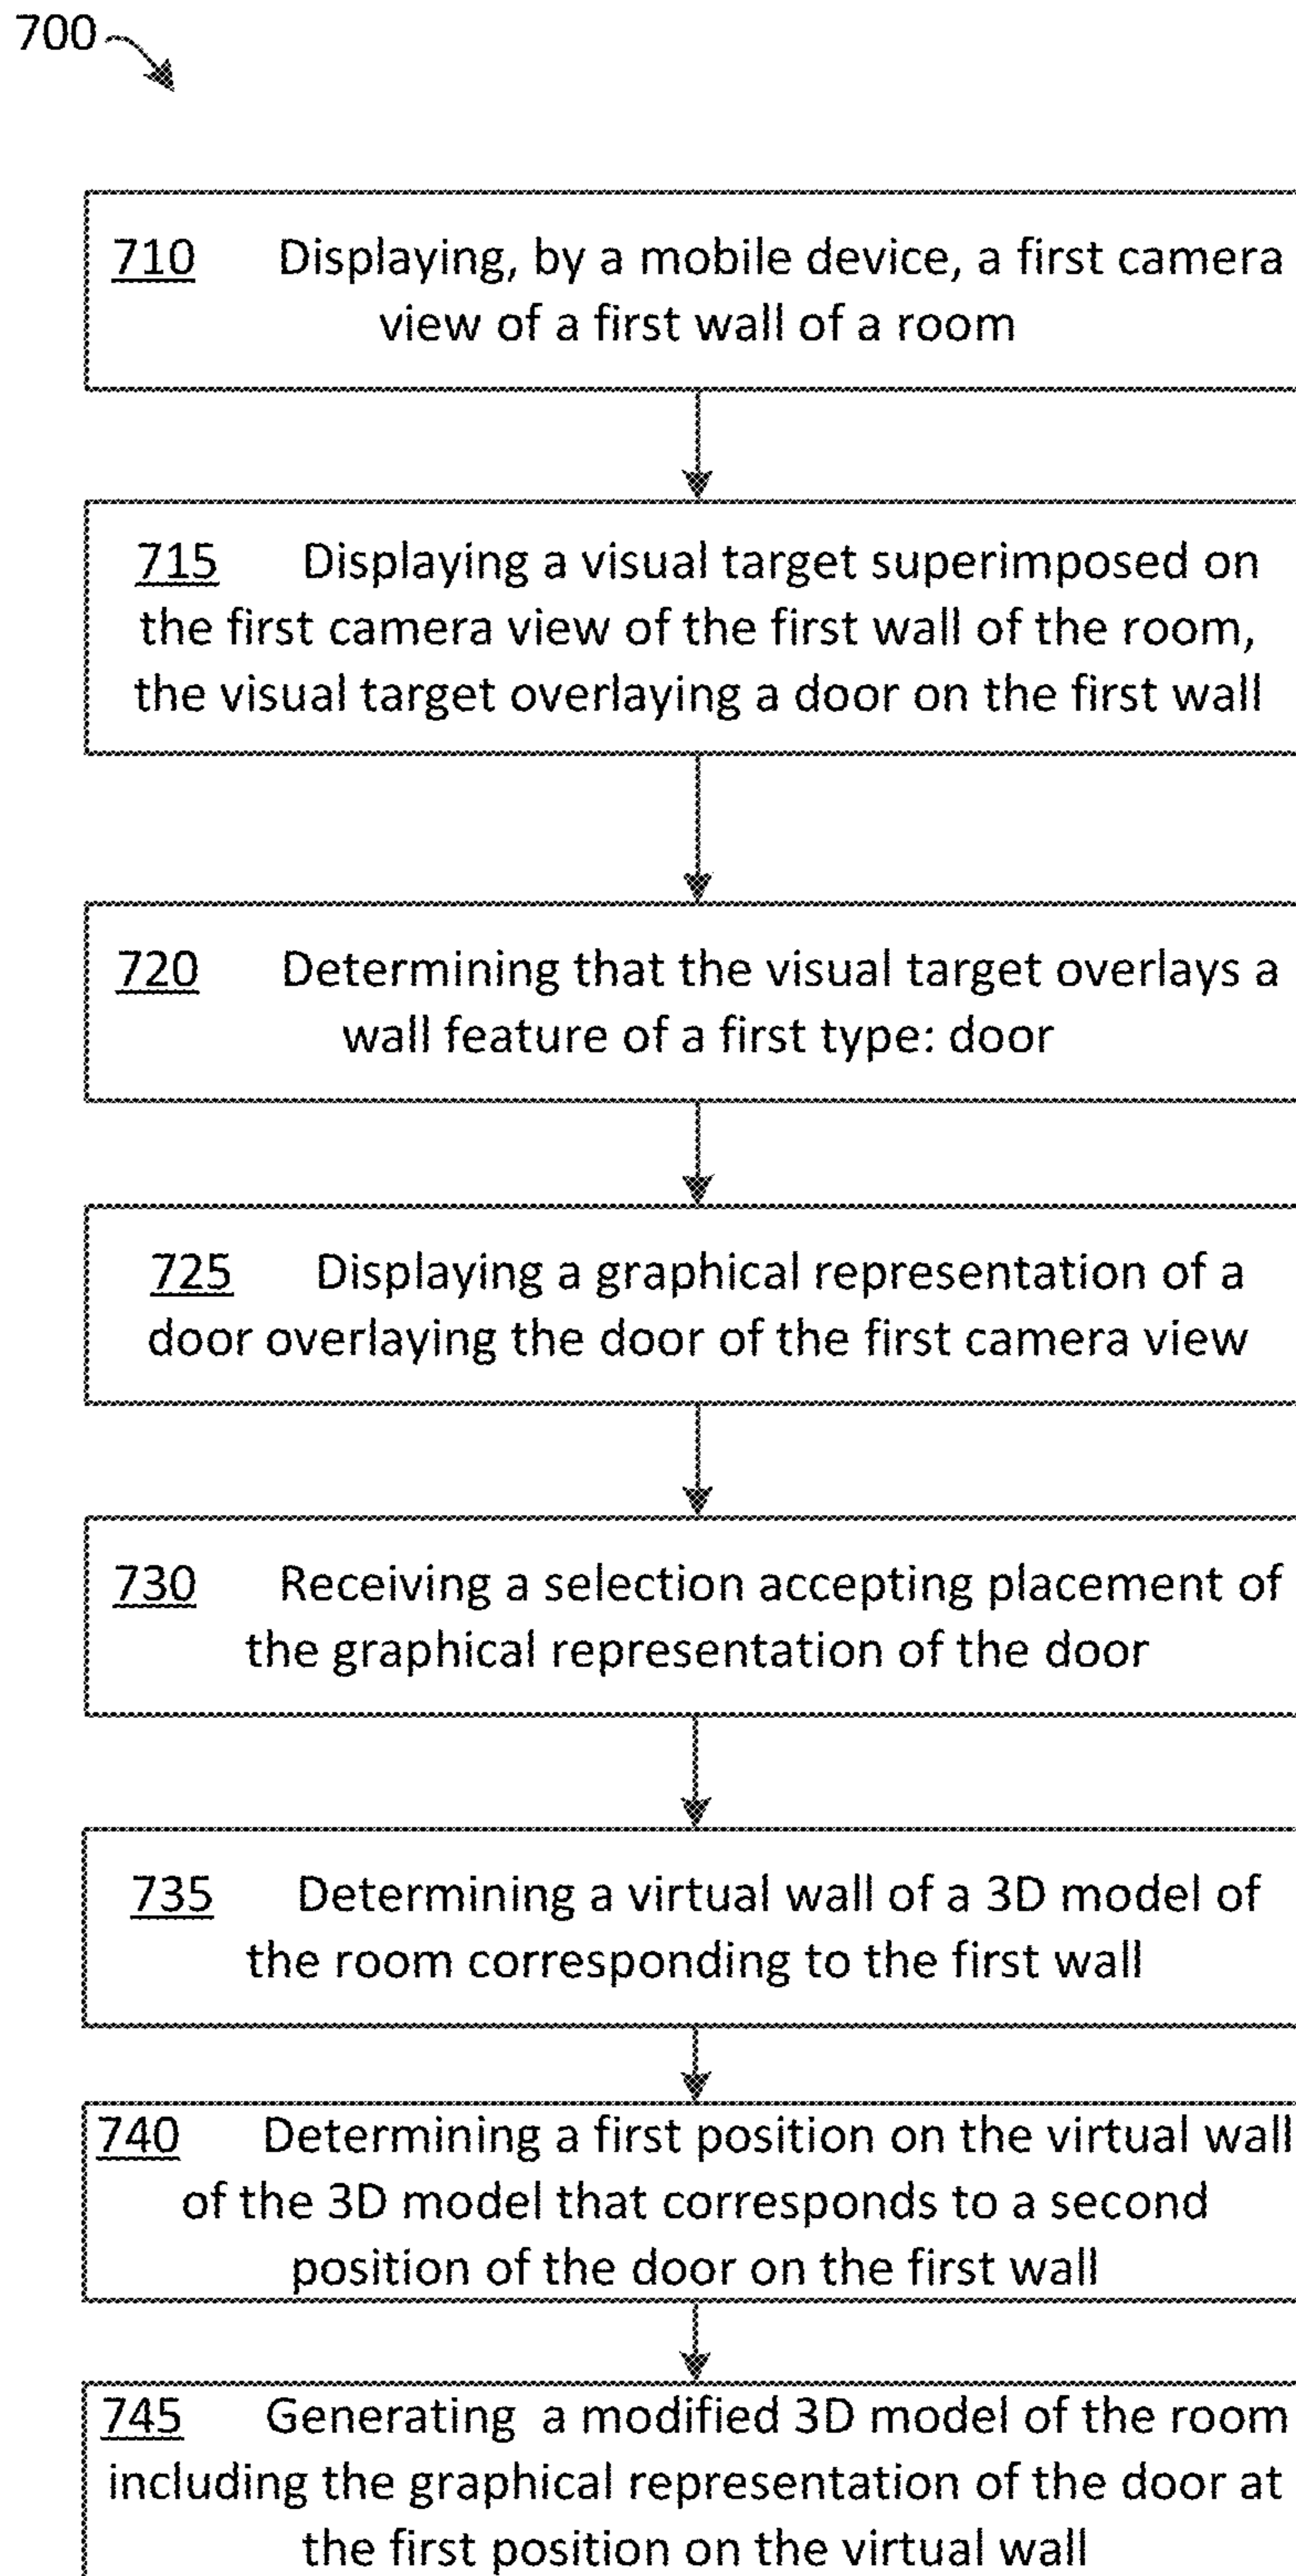 700
710 Displaying, by a mobile device, a first camera
view of a first wall of a room
715 Displaying a visual target superimposed on
the first camera view of the first wall of the room,
the visual target overlaying a door on the first wall
720 Determining that the visual target overlays a
wall feature of a first type: door
725 Displaying a graphical representation of a
door overlaying the door of the first camera view
730 Receiving a selection accepting placement of
the graphical representation of the door
735 Determining a virtual wall of a 3D model of
the room corresponding to the first wall
740 Determining a first position on the virtual wall
of the 3D model that corresponds to a second
position of the door on the first wall
745 Generating a modified 3D model of the room
including the graphical representation of the door at
the first position on the virtual wall